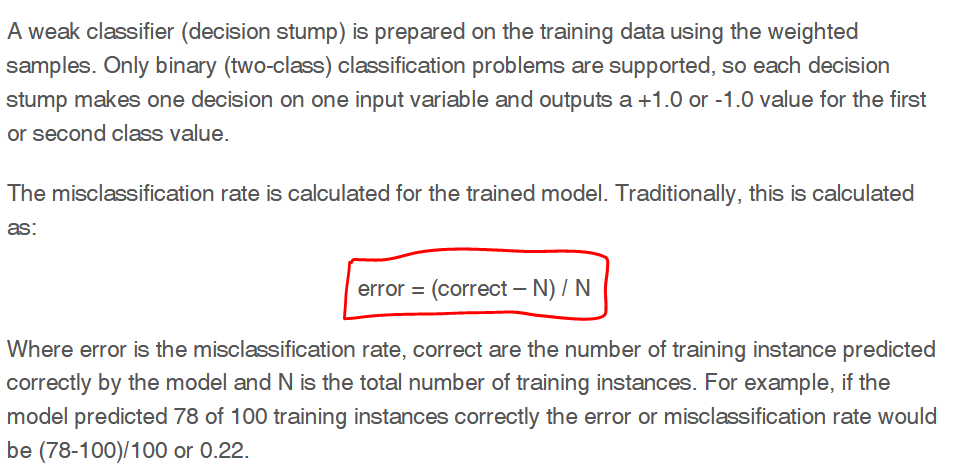 A weak classifier (decision stump) is prepared on the training data using the weighted
samples. Only binary (two-class) classification problems are supported, so each decision
stump makes one decision on one input variable and outputs a +1.0 or -1.0 value for the first
or second class value.
The misclassification rate is calculated for the trained model. Traditionally, this is calculated
as:
error = (correct – N) / N
Where error is the misclassification rate, correct are the number of training instance predicted
correctly by the model and N is the total number of training instances. For example, if the
model predicted 78 of 100 training instances correctly the error or misclassification rate would
be (78-100)/100 or 0.22.